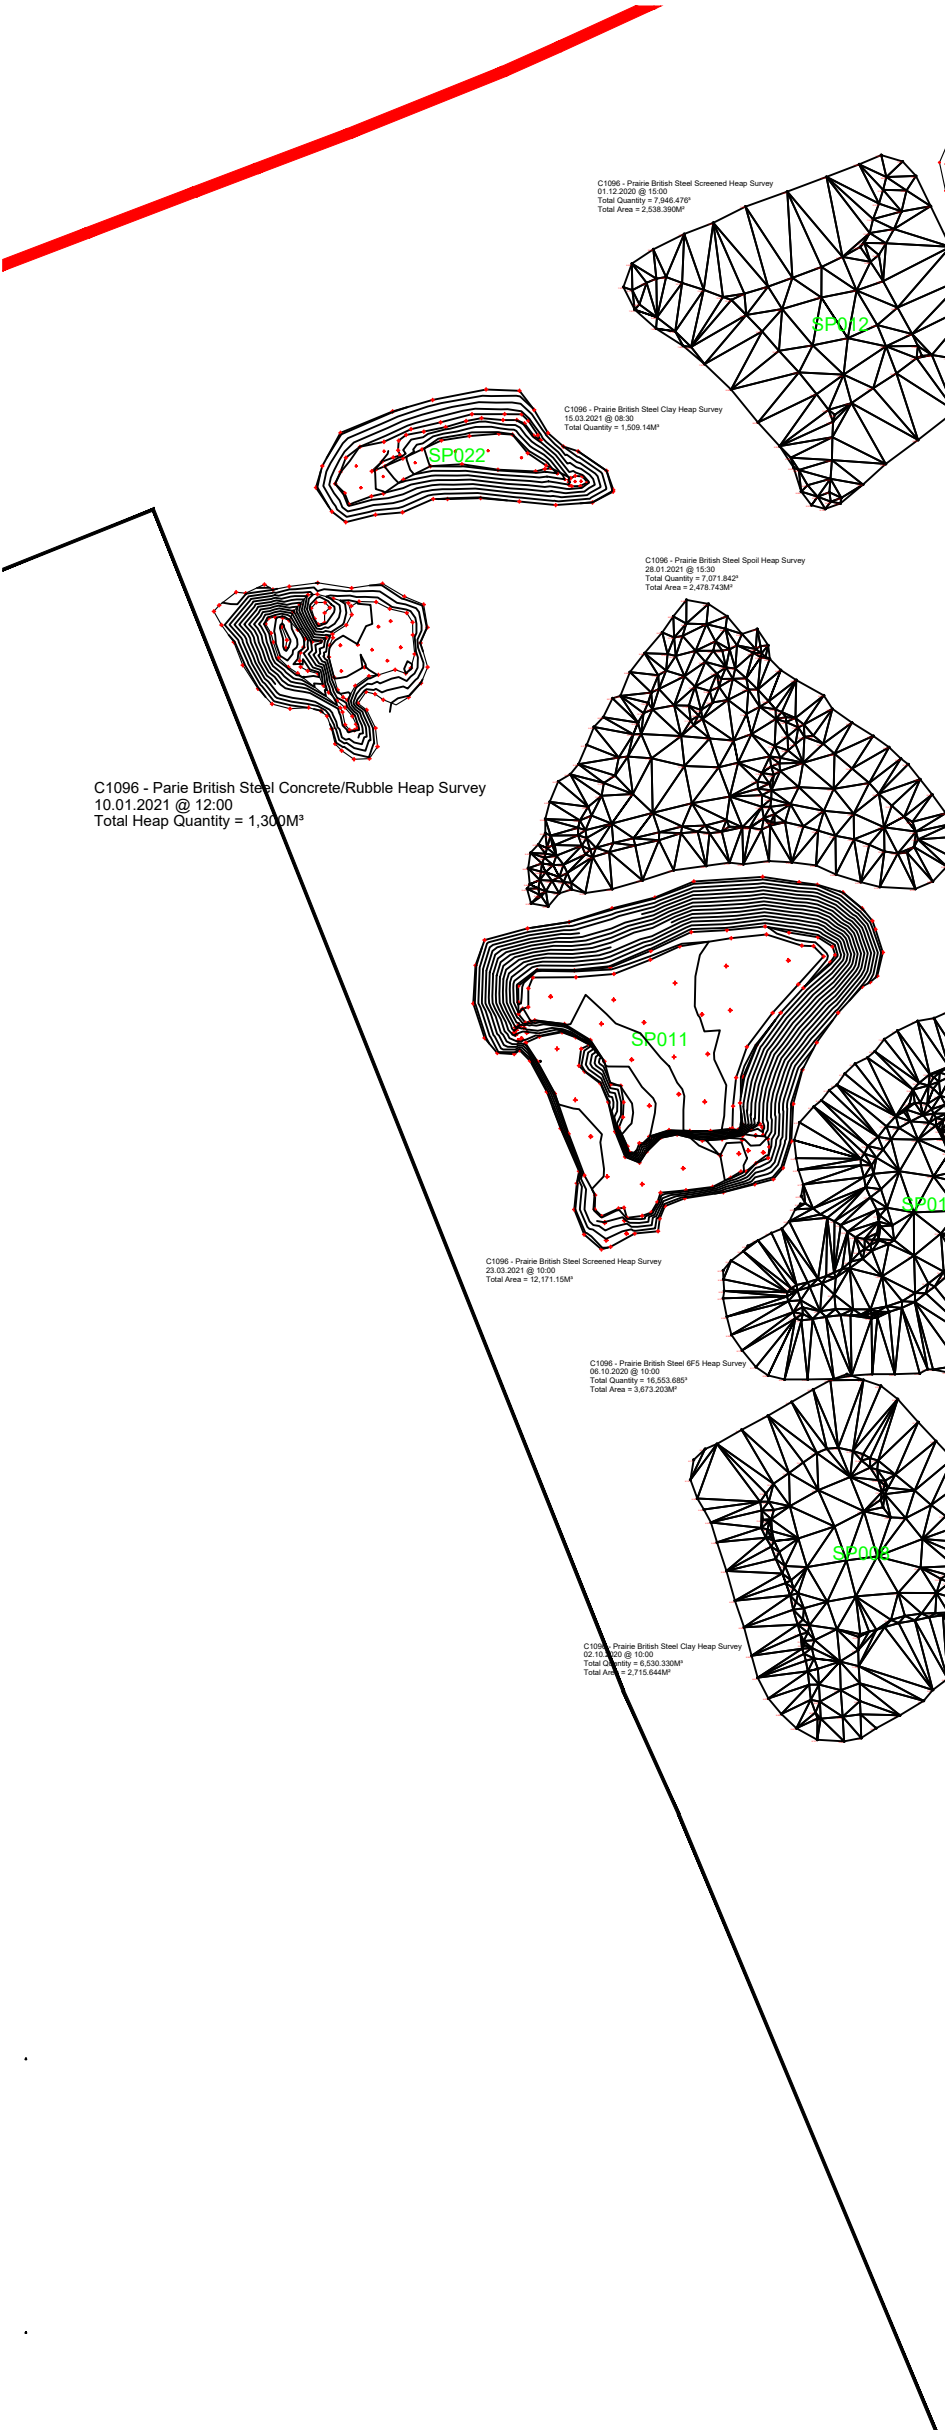 C1096 - Prairie British Steel Screened Heap Survey
01.12.2020 @ 15:00
Total Quantity = 7,946.476³
Total Area = 2,538.390M²
SP012
C1096 - Prairie British Steel Clay Heap Survey
15.03.2021 @ 08:30
Total Quantity = 1,509.14M³
SP022
C1096 - Prairie British Steel Spoil Heap Survey
28.01.2021 @ 15:30
Total Quantity = 7,071.842³
Total Area = 2,478.743M²
C1096 - Parie British Steel Concrete/Rubble Heap Survey
10.01.2021 @ 12:00
Total Heap Quantity = 1,300M³
SP011
SP01
C1096 - Prairie British Steel Screened Heap Survey
23.03.2021 @ 10:00
Total Area = 12,171.15M³
C1096 - Prairie British Steel 6F5 Heap Survey
06.10.2020 @ 10:00
Total Quantity = 16,553.685³
Total Area = 3,673.203M²
SP008
C1096 - Prairie British Steel Clay Heap Survey
02.10.2020 @ 10:00
Total Quantity = 6,530.330M³
Total Area = 2,715.644M²